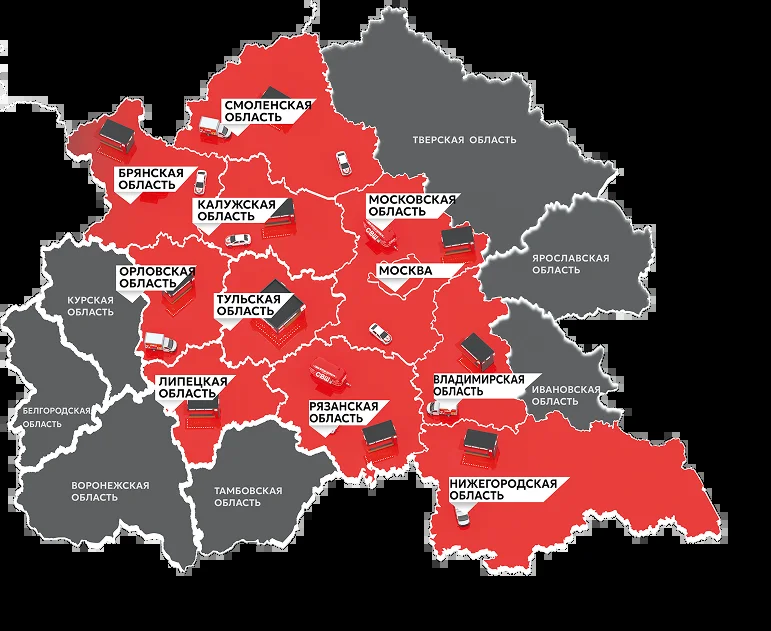 СМОЛЕНСКАЯ
ОБЛАСТЬ
ТВЕРСКАЯ ОБЛАСТЬ
БРЯНСКАЯ
ОБЛАСТЬ
КАЛУЖСКАЯ
ОБЛАСТЬ
МОСКОВСКАЯ
ОБЛАСТЬ
ЯРОСЛАВСКАЯ
ОБЛАСТЬ
МОСКВА
ОРЛОВСКАЯ
ОБЛАСТЬ
КУРСКАЯ
ОБЛАСТЬ
ТУЛЬСКАЯ
ОБЛАСТЬ
ЛИПЕЦКАЯ
ОБЛАСТЬ
ВЛАДИМИРСКАЯ
ОБЛАСТЬ
ИВАНОВСКАЯ
ОБЛАСТЬ
БЕЛГОРОДСКАЯ
ОБЛАСТЬ
РЯЗАНСКАЯ
ОБЛАСТЬ
ВОРОНЕЖСКАЯ
ОБЛАСТЬ
ТАМБОВСКАЯ
ОБЛАСТЬ
НИЖЕГОРОДСКАЯ
ОБЛАСТЬ